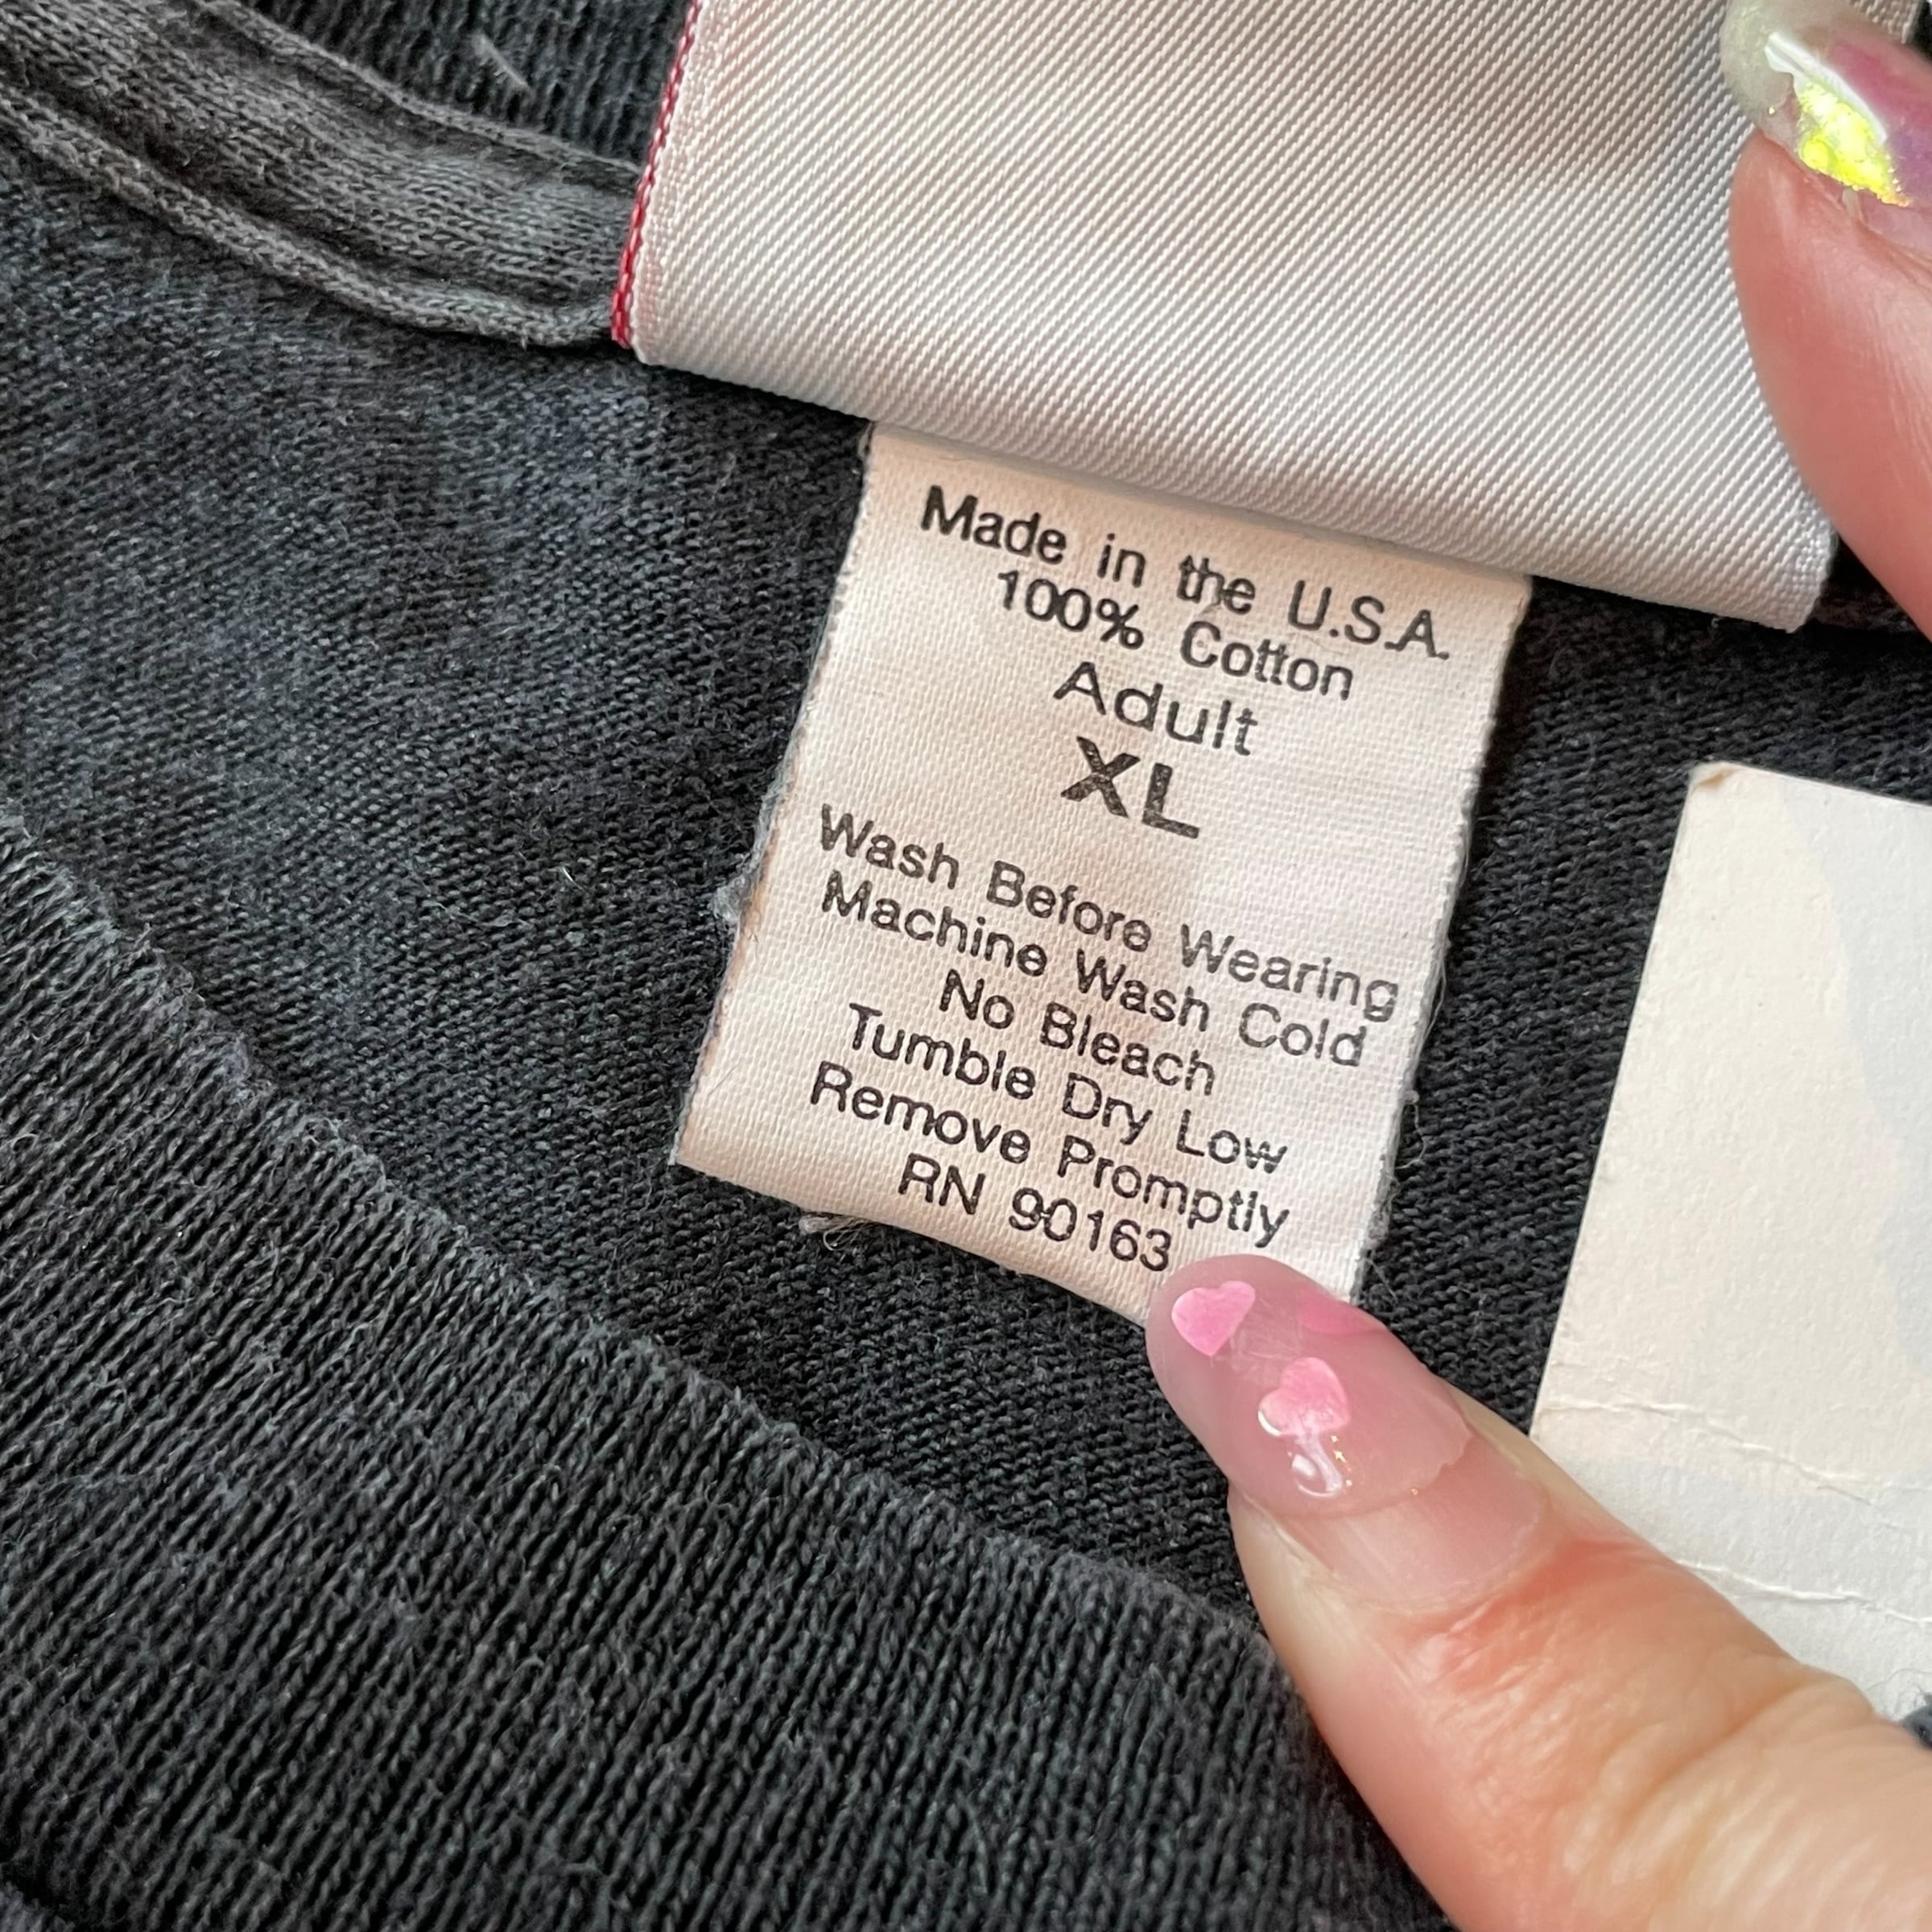 Made in the U.S.A.
100% Cotton
Adult
XL
Wash Before Wearing
Machine Wash Cold
No Bleach
Tumble Dry Low
Remove Promptly
RN 90163